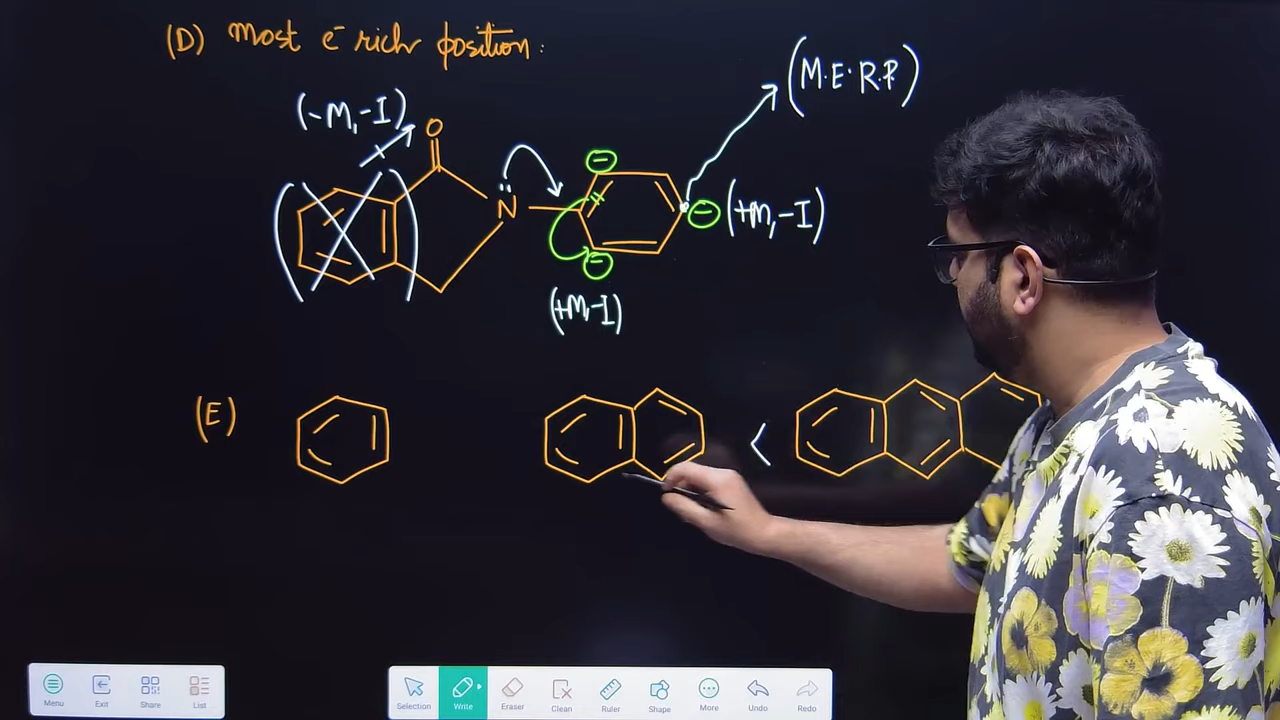 (D) most e⁻ rich position:
(M.E.R.P)
(-M,-I)
O
N
(+M,-I)
(+M,-I)
(E)
<
Menu Exit Share List
Selection Write Eraser Clean Ruler Shape More Undo Redo